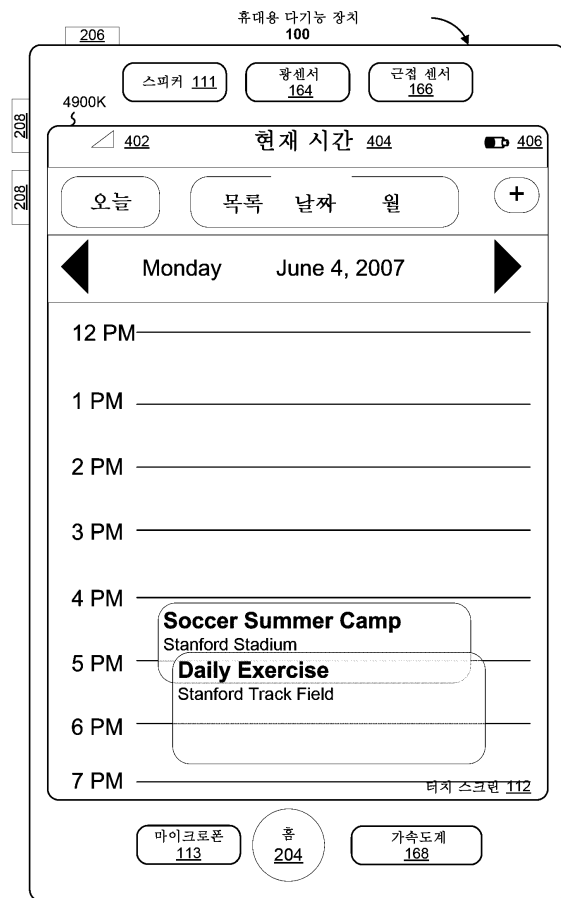 휴대용 다기능 장치
100
206
스피커 111
광센서
164
근접 센서
166
4900K
208
208
402
현재 시간 404
406
오늘
목록 날짜 월
+
Monday June 4, 2007
12 PM
1 PM
2 PM
3 PM
4 PM
Soccer Summer Camp
Stanford Stadium
5 PM
Daily Exercise
Stanford Track Field
6 PM
7 PM
터치 스크린 112
마이크로폰
113
홈
204
가속도계
168